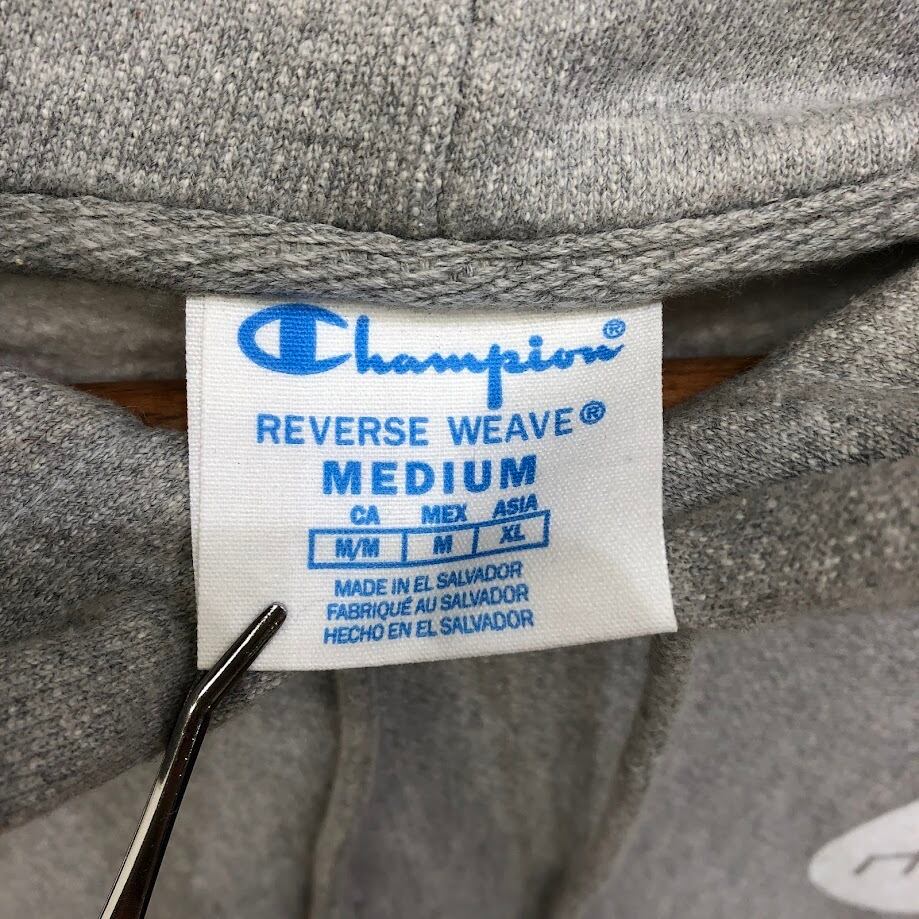 Champion®
REVERSE WEAVE®
MEDIUM
CA MEX ASIA
M/M M XL
MADE IN EL SALVADOR
FABRIQUÉ AU SALVADOR
HECHO EN EL SALVADOR